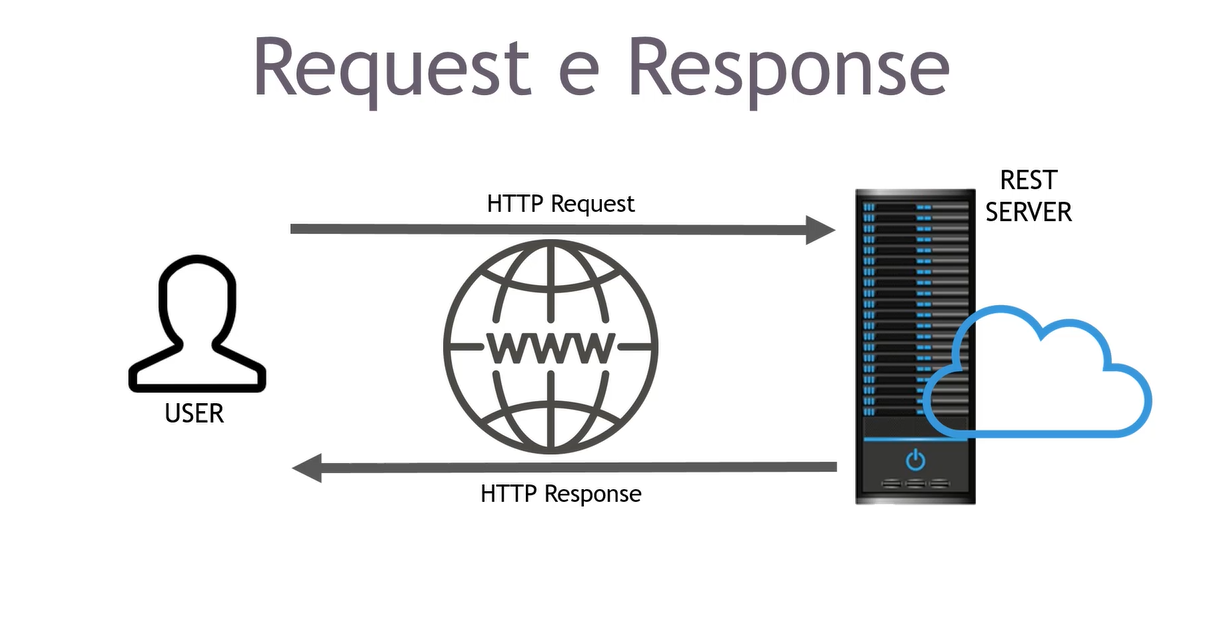 Request e Response
HTTP Request
REST
SERVER
WWW
USER
HTTP Response